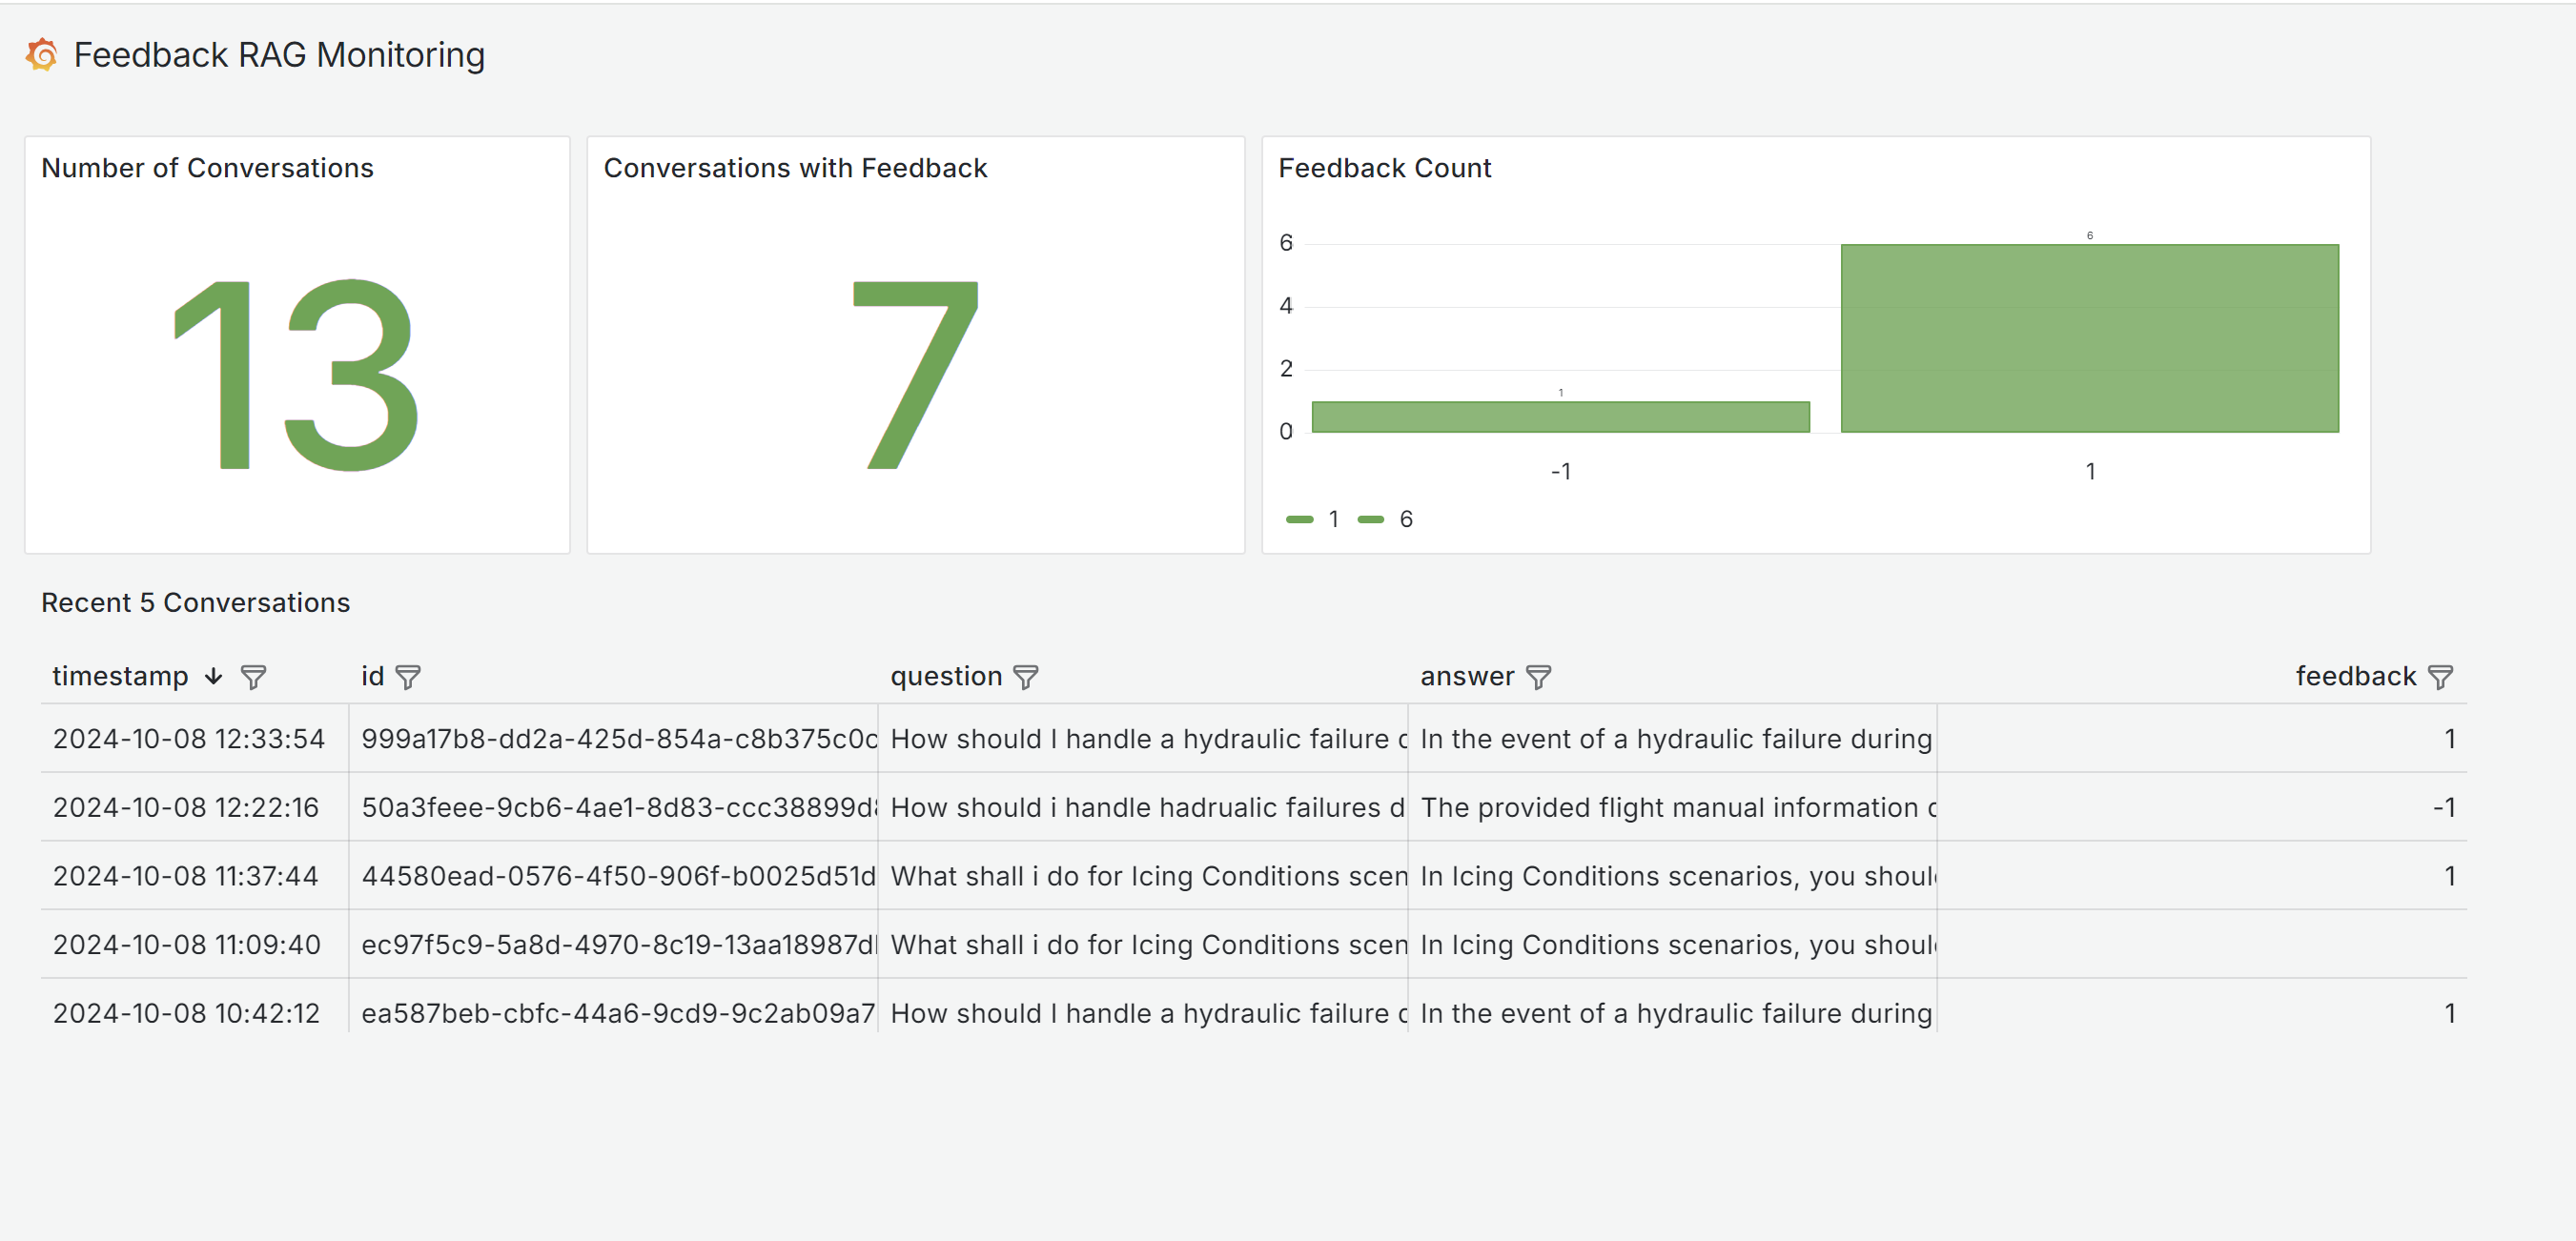 Feedback RAG Monitoring
Number of Conversations
13
Conversations with Feedback
7
Feedback Count
6
4
2
0
1
6
-1 1
1 6
Recent 5 Conversations
timestamp id question answer feedback
2024-10-08 12:33:54 999a17b8-dd2a-425d-854a-c8b375c0c How should I handle a hydraulic failure In the event of a hydraulic failure during 1
2024-10-08 12:22:16 50a3feee-9cb6-4ae1-8d83-ccc38899d How should i handle hadrualic failures d The provided flight manual information -1
2024-10-08 11:37:44 44580ead-0576-4f50-906f-b0025d51d What shall i do for Icing Conditions scen In Icing Conditions scenarios, you shoul 1
2024-10-08 11:09:40 ec97f5c9-5a8d-4970-8c19-13aa18987d What shall i do for Icing Conditions scen In Icing Conditions scenarios, you shoul
2024-10-08 10:42:12 ea587beb-cbfc-44a6-9cd9-9c2ab09a7 How should I handle a hydraulic failure In the event of a hydraulic failure during 1